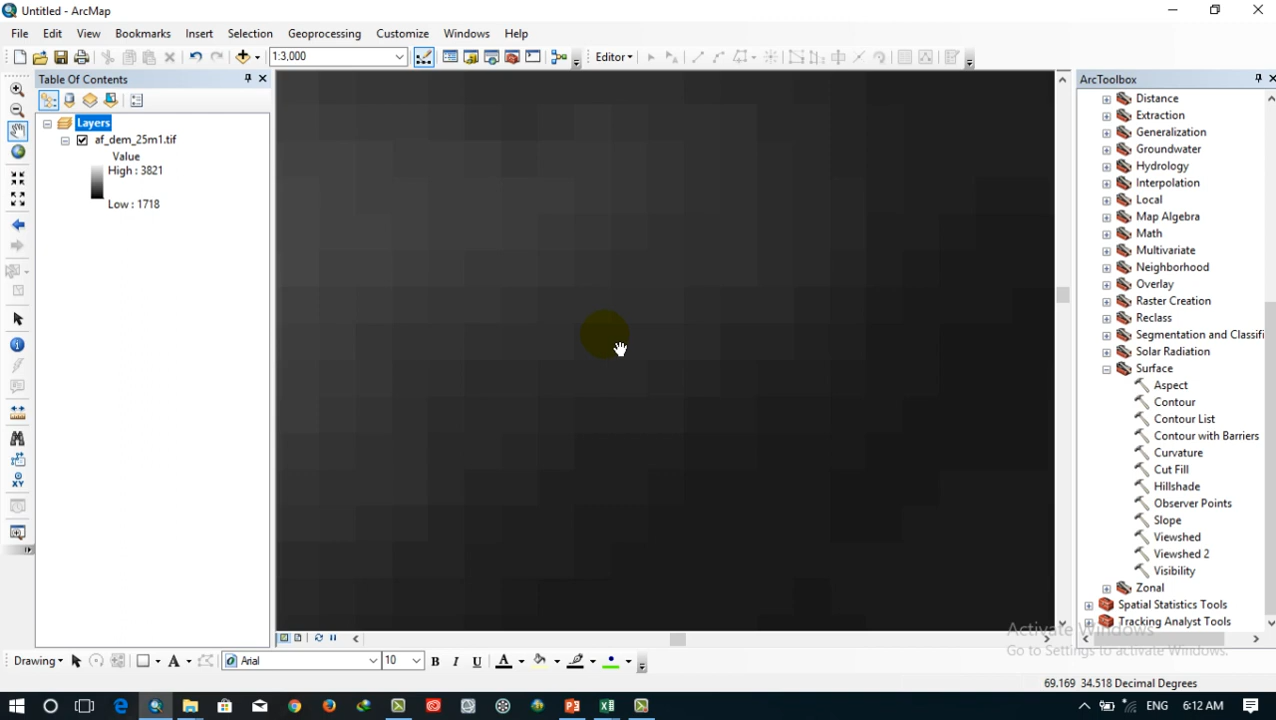 Untitled - ArcMap
File Edit View Bookmarks Insert Selection Geoprocessing Customize Windows Help
1:3,000
Editor
Table Of Contents
ArcToolbox
Layers
af_dem_25m1.tif
Value
High : 3821
Low : 1718
Distance
Extraction
Generalization
Groundwater
Hydrology
Interpolation
Local
Map Algebra
Math
Multivariate
Neighborhood
Overlay
Raster Creation
Reclass
Segmentation and Classifi
Solar Radiation
Surface
Aspect
Contour
Contour List
Contour with Barriers
Curvature
Cut Fill
Hillshade
Observer Points
Slope
Viewshed
Viewshed 2
Visibility
Zonal
Spatial Statistics Tools
Tracking Analyst Tools
Activate Windows
Go to Settings to activate Windows.
Drawing A Arial 10 B I U A
69.169 34.518 Decimal Degrees
ENG 6:12 AM